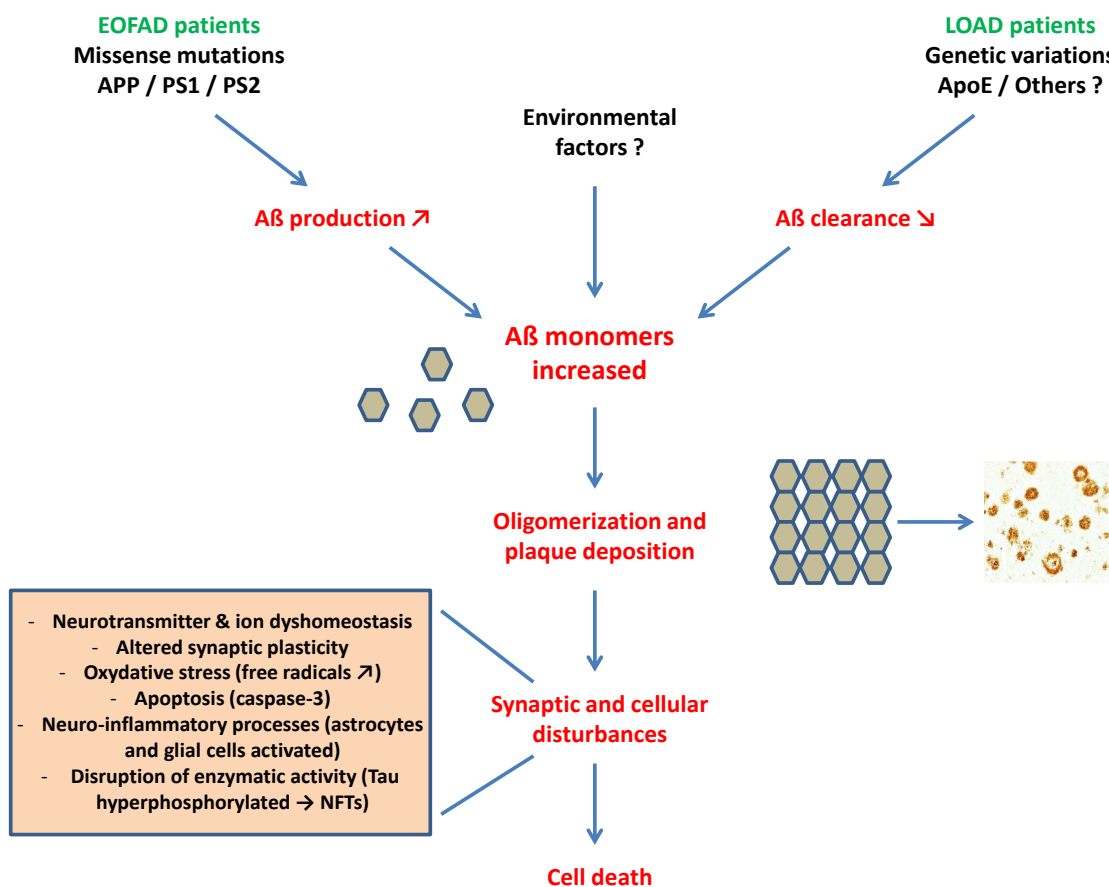 EOFAD patients
Missense mutations
APP / PS1 / PS2
LOAD patients
Genetic variations
ApoE / Others ?
Environmental
factors ?
Aß production ↗
Aß clearance ↘
Aß monomers
increased
Oligomerization and
plaque deposition
- Neurotransmitter & ion dyshomeostasis
- Altered synaptic plasticity
- Oxydative stress (free radicals ↗)
- Apoptosis (caspase-3)
- Neuro-inflammatory processes (astrocytes
and glial cells activated)
- Disruption of enzymatic activity (Tau
hyperphosphorylated → NFTs)
Synaptic and cellular
disturbances
Cell death